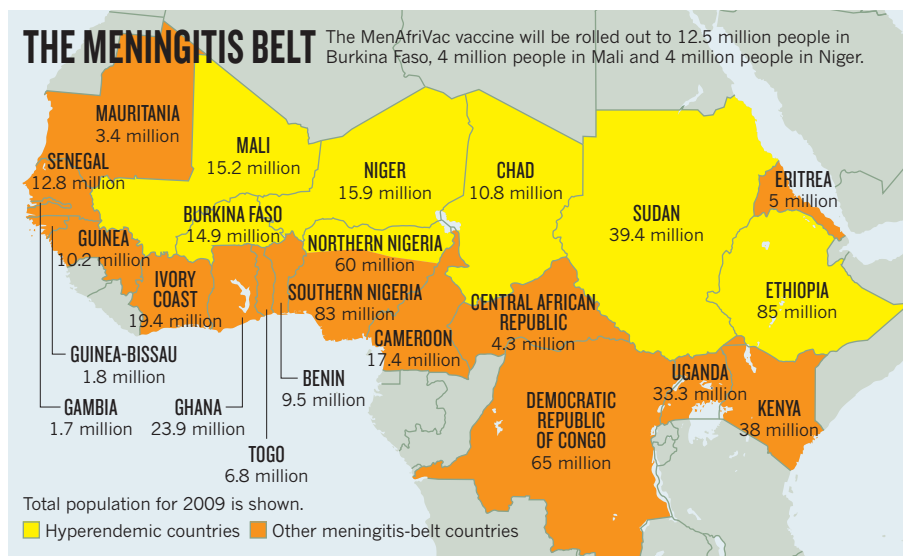 THE MENINGITIS BELT
The MenAfriVac vaccine will be rolled out to 12.5 million people in
Burkina Faso, 4 million people in Mali and 4 million people in Niger.
MAURITANIA
3.4 million
SENEGAL
12.8 million
MALI
15.2 million
NIGER
15.9 million
CHAD
10.8 million
SUDAN
39.4 million
ERITREA
5 million
BURKINA FASO
14.9 million
GUINEA
10.2 million
NORTHERN NIGERIA
60 million
IVORY
COAST
19.4 million
SOUTHERN NIGERIA
83 million
CENTRAL AFRICAN
REPUBLIC
4.3 million
ETHIOPIA
85 million
CAMEROON
17.4 million
GUINEA-BISSAU
1.8 million
BENIN
9.5 million
UGANDA
33.3 million
KENYA
38 million
GAMBIA
1.7 million
GHANA
23.9 million
DEMOCRATIC
REPUBLIC
OF CONGO
65 million
TOGO
6.8 million
Total population for 2009 is shown.
Hyperendemic countries
Other meningitis-belt countries